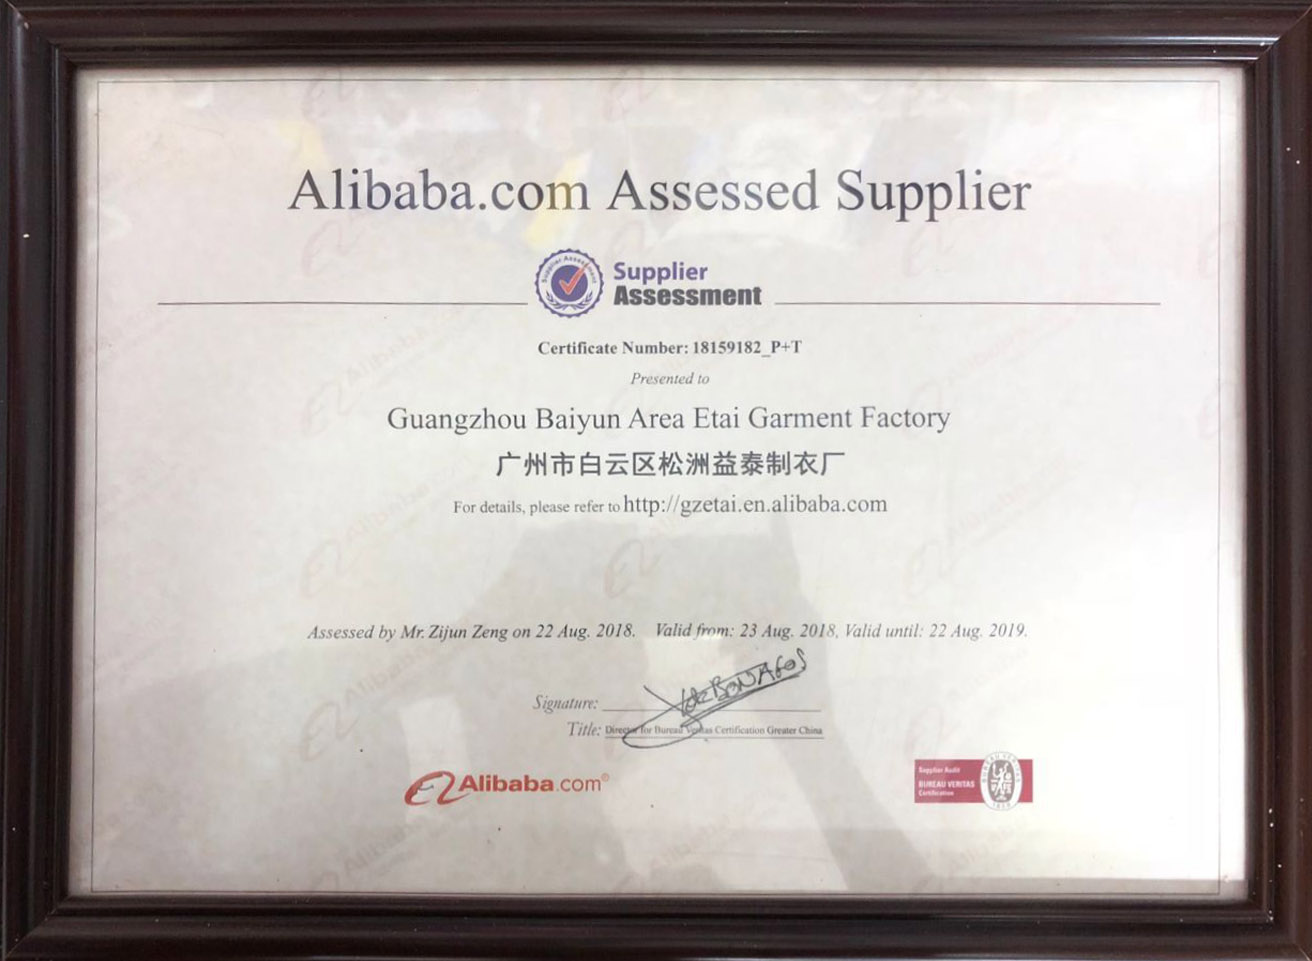 Alibaba.com Assessed Supplier
Supplier Assessment
Supplier
Assessment
Certificate Number: 18159182_P+T
Presented to
Guangzhou Baiyun Area Etai Garment Factory
广州市白云区松洲益泰制衣厂
For details, please refer to http://gzetai.en.alibaba.com
Assessed by Mr. Zijun Zeng on 22 Aug. 2018. Valid from: 23 Aug. 2018, Valid until: 22 Aug. 2019.
Signature:
Title: Director for Bureau Veritas Certification Greater China
Alibaba.com®
Supplier Audit
BUREAU VERITAS
Certification